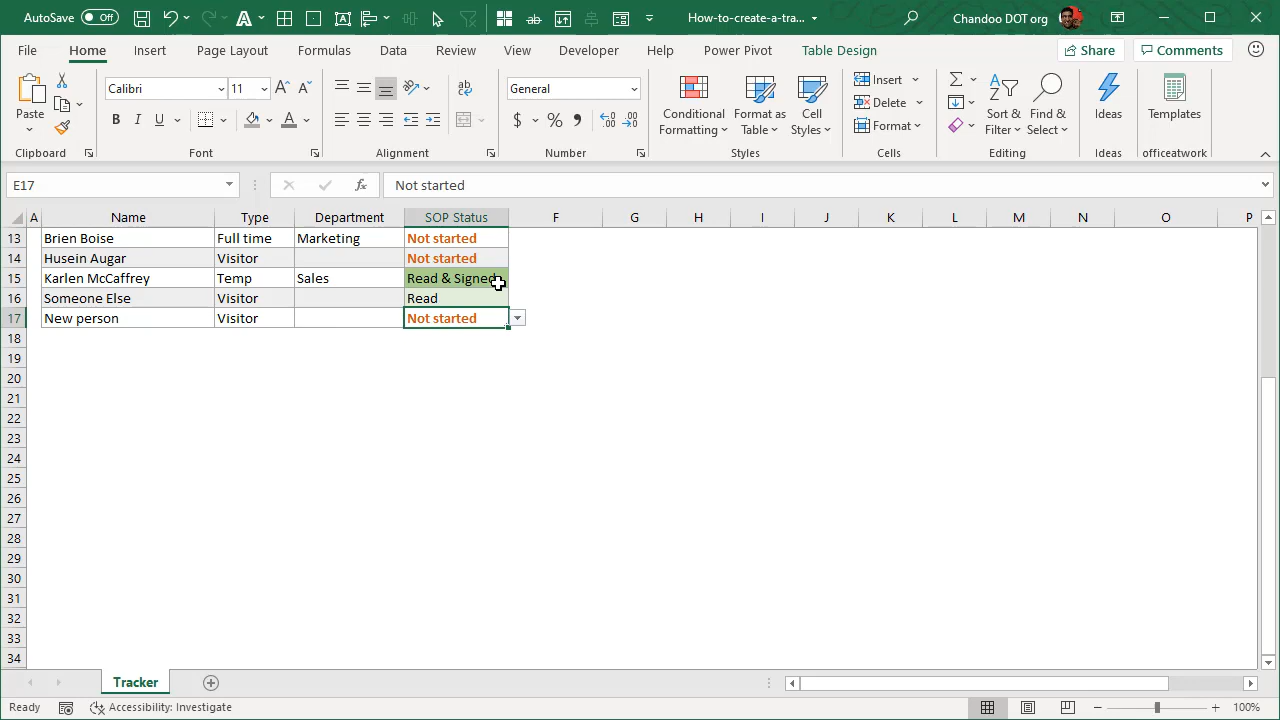 AutoSave Off How-to-create-a-tra... Chandoo DOT org
File Home Insert Page Layout Formulas Data Review View Developer Help Power Pivot Table Design Share Comments
Paste Calibri 11 General Conditional Formatting Format as Table Cell Styles Insert Delete Format Sort & Filter Find & Select Ideas Templates
Clipboard Font Alignment Number Styles Cells Editing Ideas officeatwork
E17 fx Not started
A Name Type Department SOP Status F G H I J K L M N O P
13 Brien Boise Full time Marketing Not started
14 Husein Augar Visitor Not started
15 Karlen McCaffrey Temp Sales Read & Signed
16 Someone Else Visitor Read
17 New person Visitor Not started
18
19
20
21
22
23
24
25
26
27
28
29
30
31
32
33
34
Tracker
Ready Accessibility: Investigate 100%